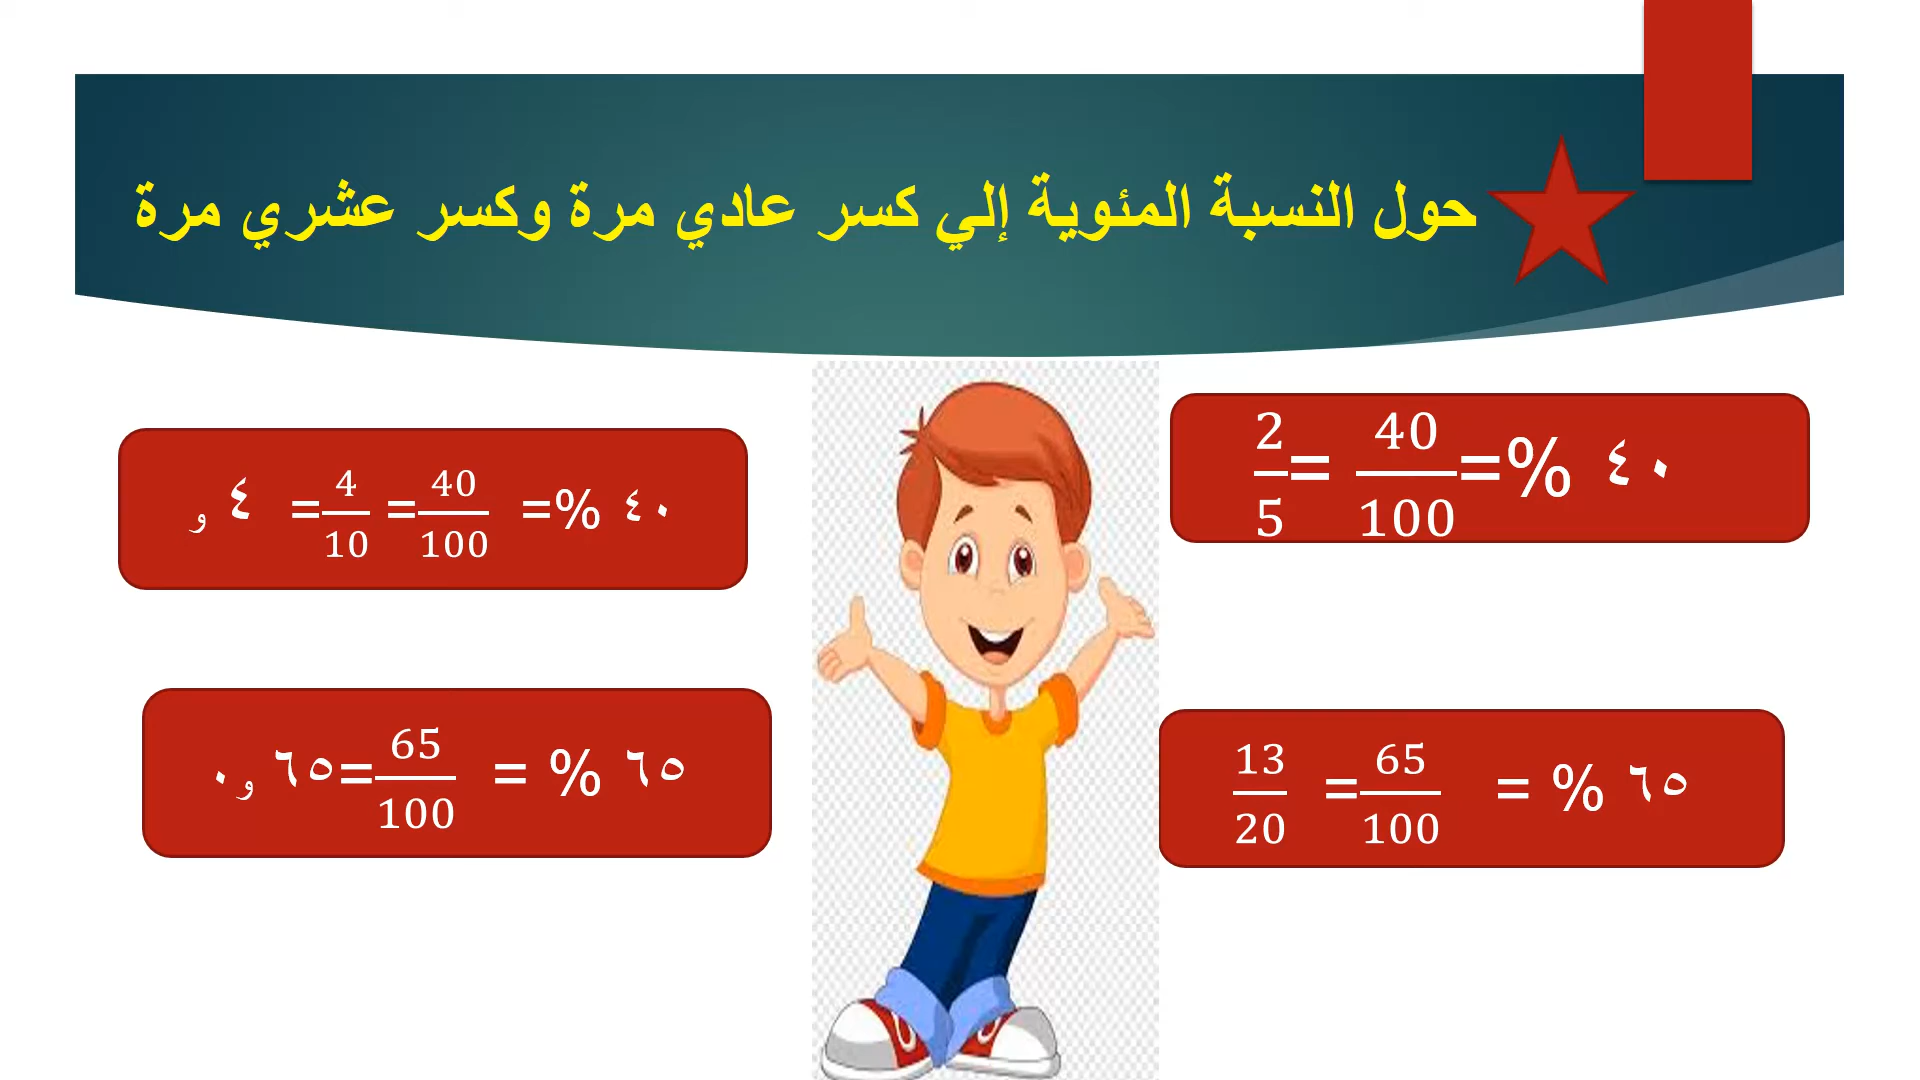 حول النسبة المئوية إلي كسر عادي مرة وكسر عشري مرة
٤٠ %= 40/100 = 2/5
٤٠ %= 40/100 = 4/10 = ٤ و
٦٥ % = 65/100 = 13/20
٦٥ % = 65/100 =٦٥ و٠